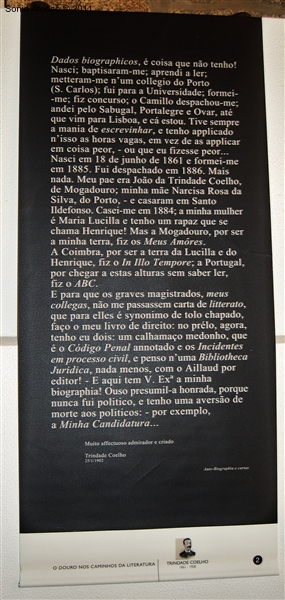 Dados biographicos, é coisa que não tenho!
Nasci; baptisaram-me; aprendi a ler;
metteram-me n'um collegio do Porto
(S. Carlos); fui para a Universidade; formei-
-me; fiz concurso; o Camillo despachou-me;
andei pelo Sabugal, Portalegre e Ovar, até
que vim para Lisboa, e cá estou. Tive sempre
a mania de escrevinhar, e tenho applicado
n'isso as horas vagas, em vez de as applicar
em coisa peor, - ou que eu fizesse peor...
Nasci em 18 de junho de 1861 e formei-me
em 1885. Fui despachado em 1886. Mais
nada. Meu pae era João da Trindade Coelho,
de Mogadouro; minha mãe Narcisa Rosa da
Silva, do Porto, - e casaram em Santo
Ildefonso. Casei-me em 1884; a minha mulher
é Maria Lucilla e tenho um rapaz que se
chama Henrique! Mas a Mogadouro, por ser
a minha terra, fiz os Meus Amôres.
A Coimbra, por ser a terra da Lucilla e do
Henrique, fiz o In Illo Tempore; a Portugal,
por chegar a estas alturas sem saber ler,
fiz o ABC.
E para que os graves magistrados, meus
collegas, não me passassem carta de litterato,
que para elles é synonimo de tolo chapado,
faço o meu livro de direito: no prélo, agora,
tenho eu dois: um calhamaço medonho, que
é o Código Penal annotado e os Incidentes
em processo civil, e penso n'uma Bibliotheca
Jurídica, nada menos, com o Aillaud por
editor! - E aqui tem V. Exª a minha
biographia! Ouso presumil-a honrada, porque
nunca fui politico, e tenho uma aversão de
morte aos politicos: - por exemplo,
a Minha Candidatura...
Muito affectuoso admirador e criado
Trindade Coelho
25/1/1902
Auto-Biographia e cartas
O DOURO NOS CAMINHOS DA LITERATURA
TRINDADE COELHO
1861 - 1908
2